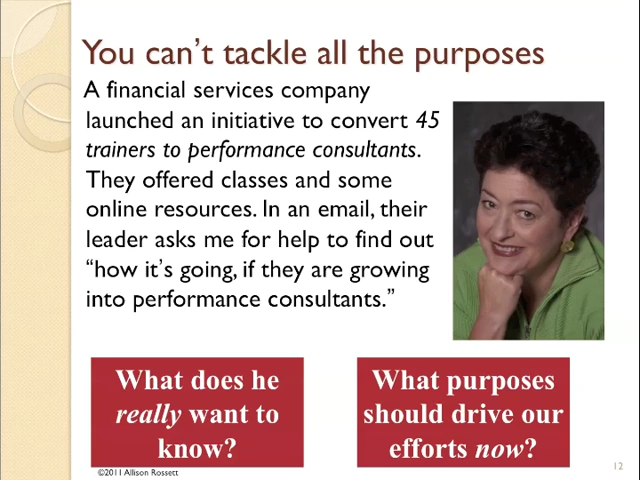 You can’t tackle all the purposes
A financial services company
launched an initiative to convert 45
trainers to performance consultants.
They offered classes and some
online resources. In an email, their
leader asks me for help to find out
“how it’s going, if they are growing
into performance consultants.”
What does he
really want to
know?
What purposes
should drive our
efforts now?
©2011 Allison Rossett
12